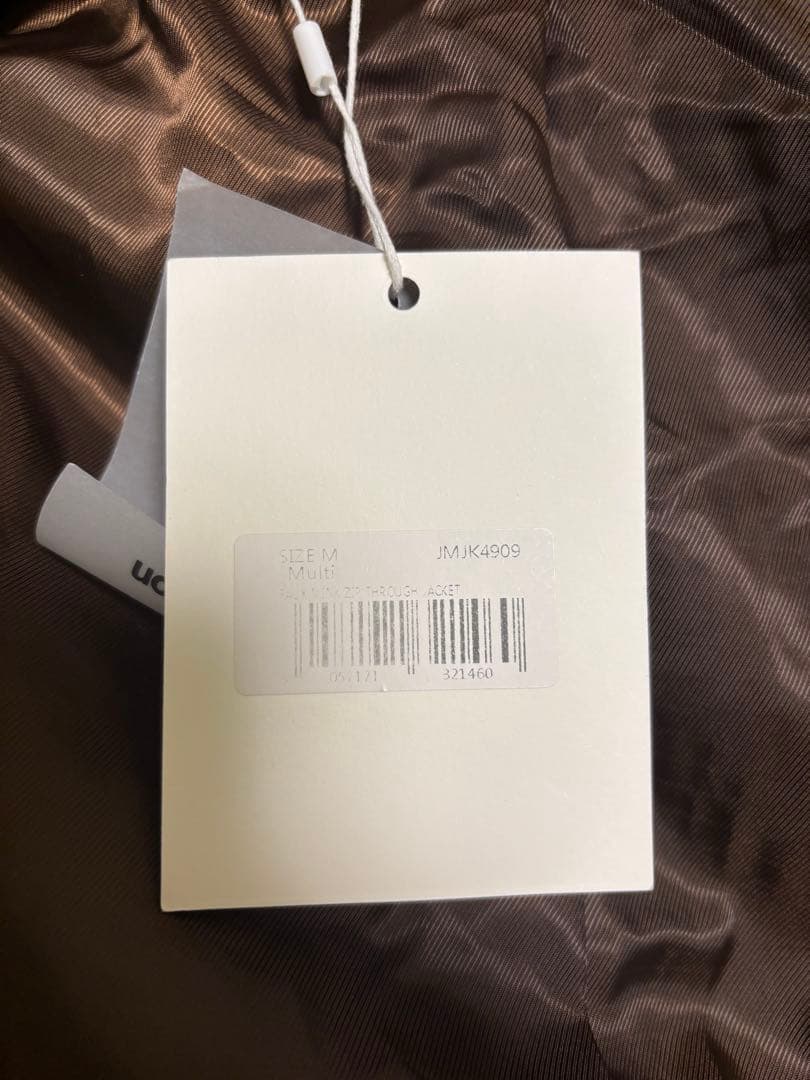 SIZE M JMJK4909
Multi
ZIP THROUGH JACKET
321460